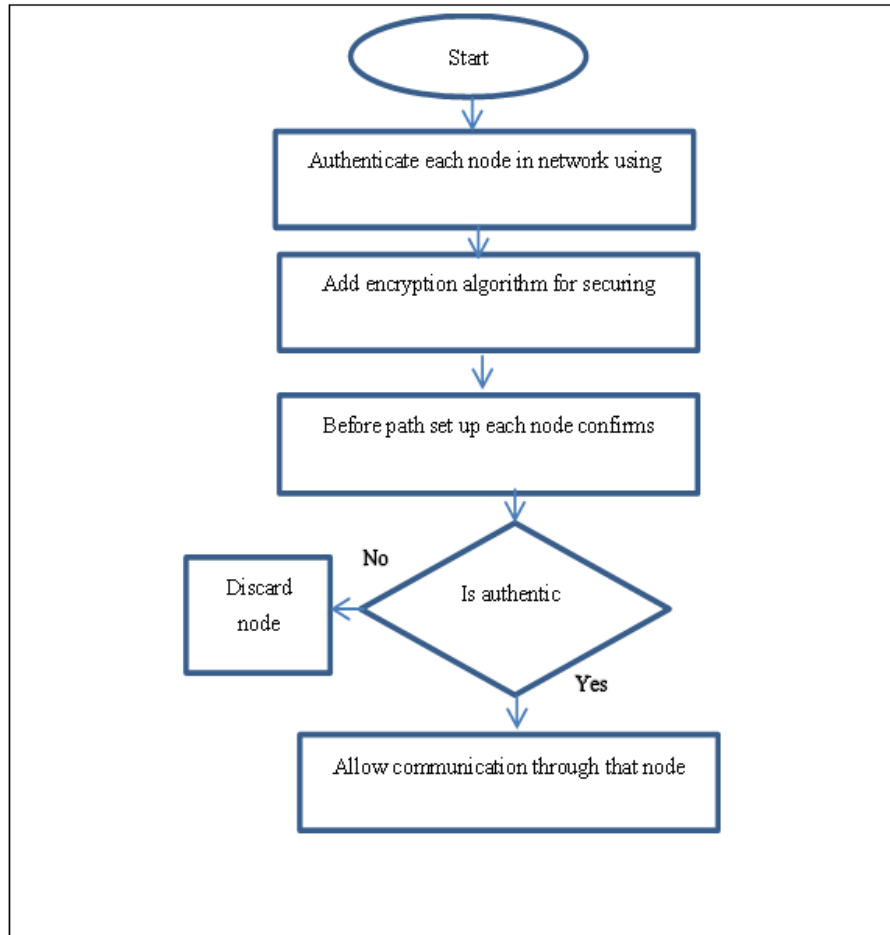 Start
Authenticate each node in network using
Add encryption algorithm for securing
Before path set up each node confirms
No
Is authentic
Discard
node
Yes
Allow communication through that node